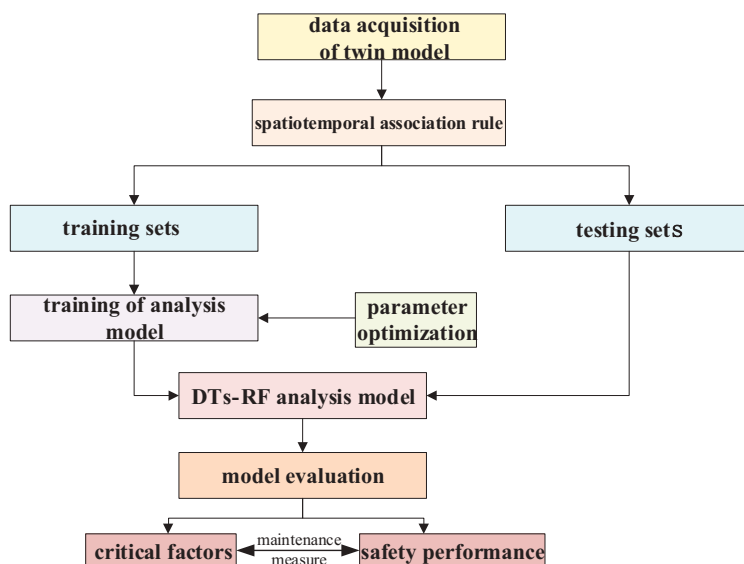 data acquisition
of twin model
spatiotemporal association rule
training sets
testing sets
training of analysis
model
parameter
optimization
DTs-RF analysis model
model evaluation
critical factors
maintenance
measure
safety performance